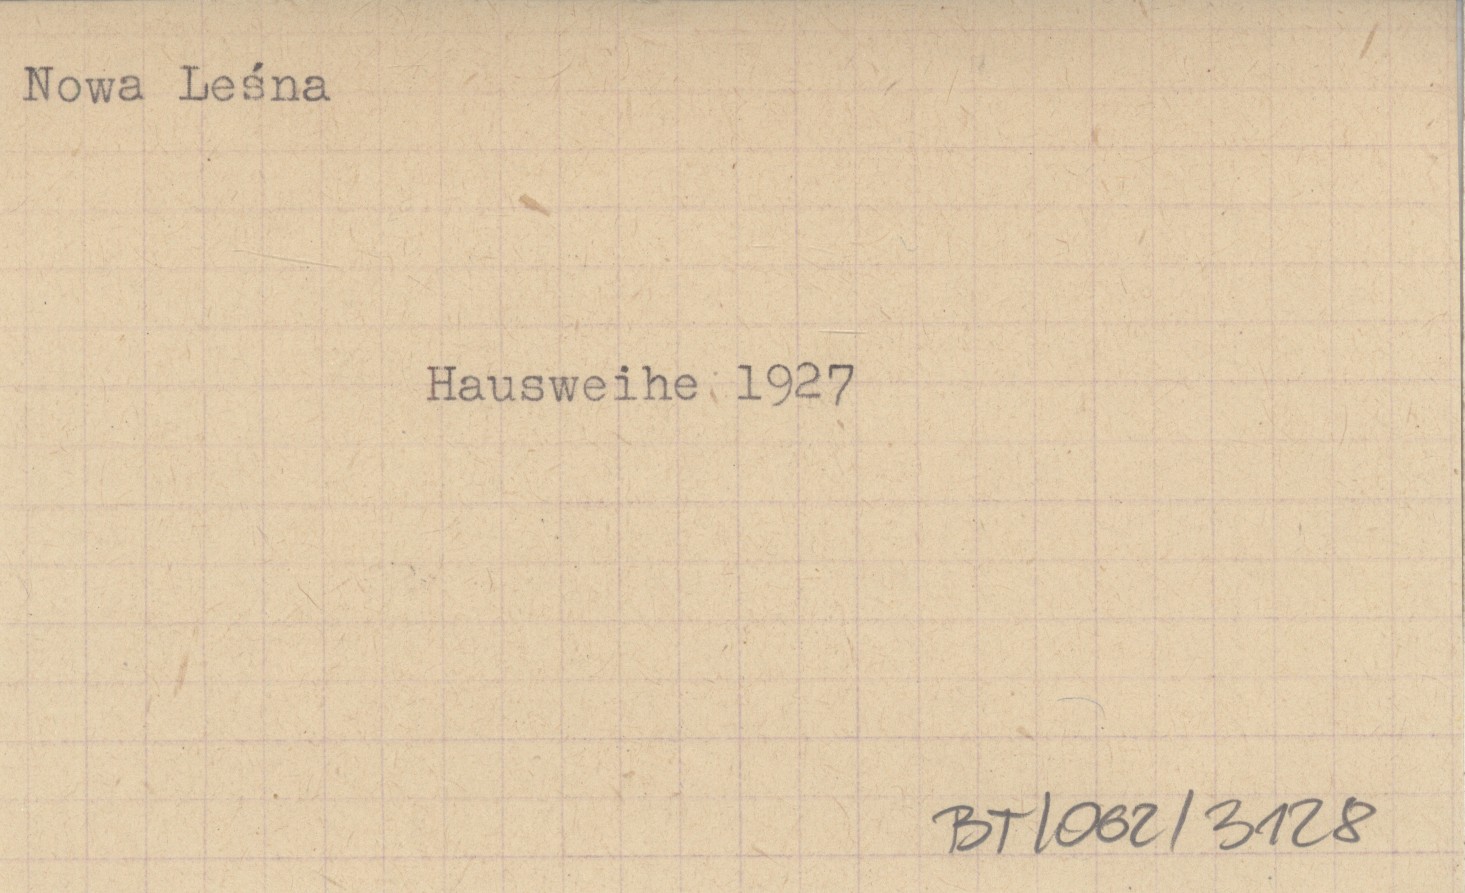 Nowa Leśna
Hausweihe 1927
BT/062/3128